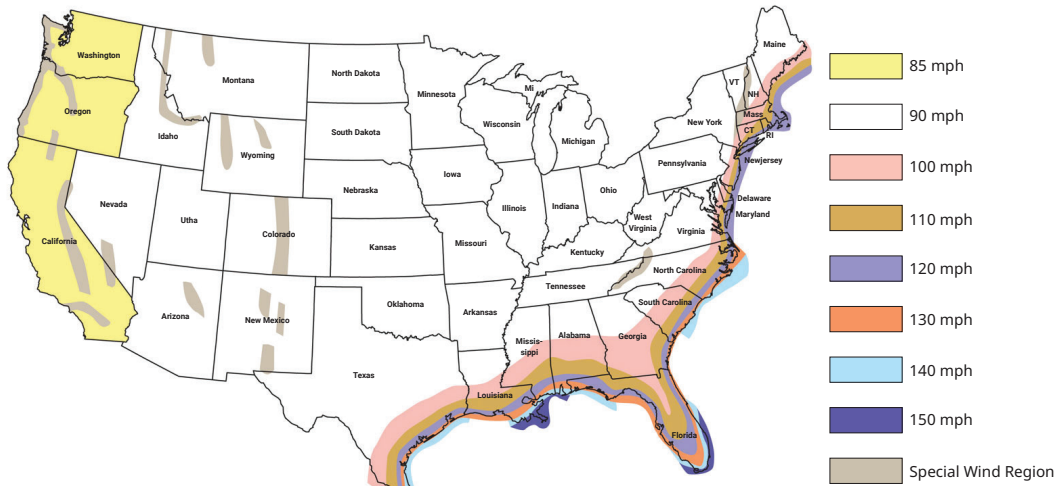 Washington
Oregon
California
Nevada
Idaho
Montana
Wyoming
Utha
Arizona
Colorado
New Mexico
North Dakota
South Dakota
Nebraska
Kansas
Oklahoma
Texas
Minnesota
Iowa
Missouri
Arkansas
Louisiana
Wisconsin
Illinois
Mi
Michigan
Indiana
Ohio
Kentucky
Tennessee
Missis-
sippi
Alabama
Georgia
Florida
South Carolina
North Carolina
Virginia
West
Virginia
Pennsylvania
New York
Maine
VT
NH
Mass
CT
RI
Newjersey
Delaware
Maryland
85 mph
90 mph
100 mph
110 mph
120 mph
130 mph
140 mph
150 mph
Special Wind Region